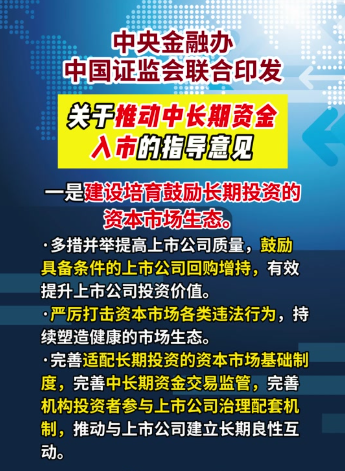 中央金融办
中国证监会联合印发
关于推动中长期资金
入市的指导意见
一是建设培育鼓励长期投资的
资本市场生态。
·多措并举提高上市公司质量，鼓励
具备条件的上市公司回购增持，有效
提升上市公司投资价值。
·严厉打击资本市场各类违法行为，持
续塑造健康的市场生态。
·完善适配长期投资的资本市场基础制
度，完善中长期资金交易监管，完善
机构投资者参与上市公司治理配套机
制，推动与上市公司建立长期良性互
动。